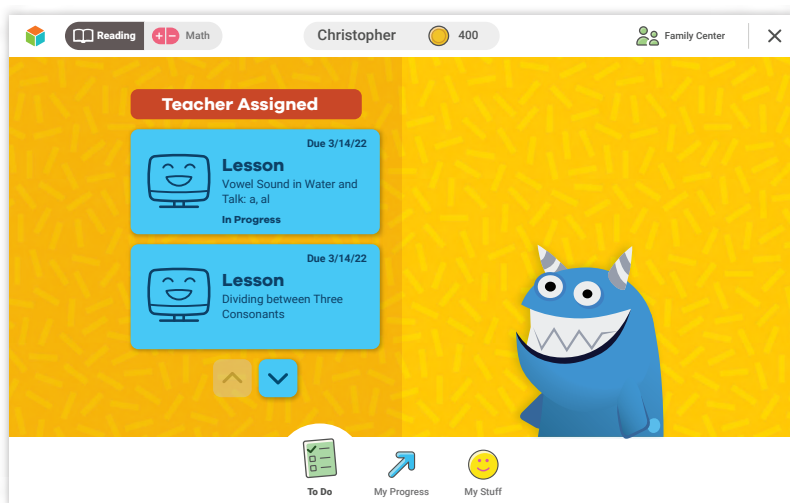 Reading
Math
Christopher
400
Family Center
Teacher Assigned
Due 3/14/22
Lesson
Vowel Sound in Water and
Talk: a, al
In Progress
Due 3/14/22
Lesson
Dividing between Three
Consonants
To Do
My Progress
My Stuff